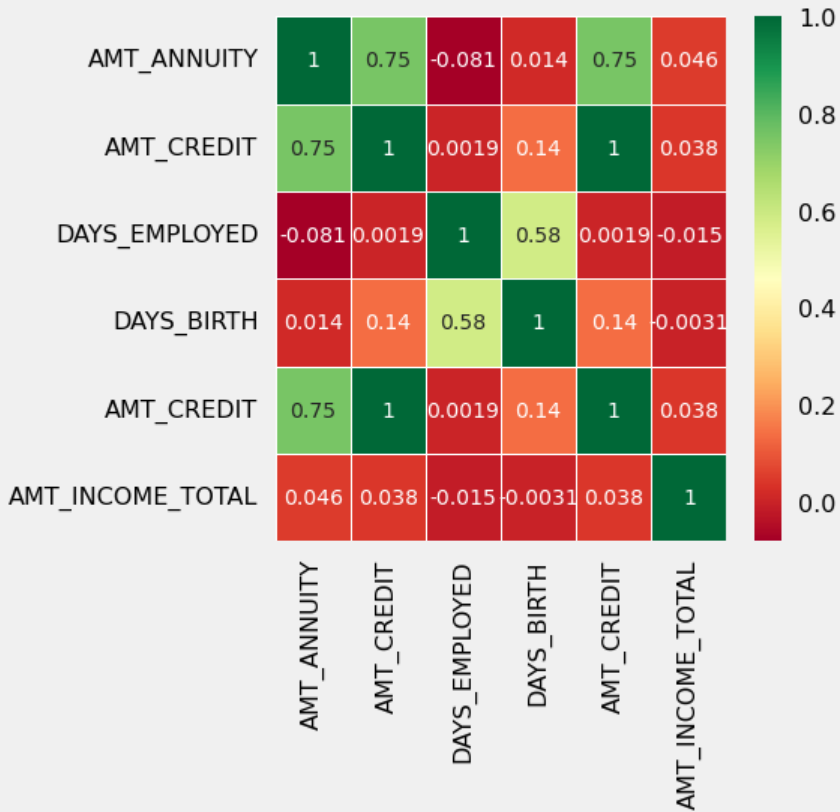 AMT_ANNUITY 1 0.75 -0.081 0.014 0.75 0.046
AMT_CREDIT 0.75 1 0.0019 0.14 1 0.038
DAYS_EMPLOYED -0.081 0.0019 1 0.58 0.0019 -0.015
DAYS_BIRTH 0.014 0.14 0.58 1 0.14 -0.0031
AMT_CREDIT 0.75 1 0.0019 0.14 1 0.038
AMT_INCOME_TOTAL 0.046 0.038 -0.015 -0.0031 0.038 1
AMT_ANNUITY
AMT_CREDIT
DAYS_EMPLOYED
DAYS_BIRTH
AMT_CREDIT
AMT_INCOME_TOTAL
1.0
0.8
0.6
0.4
0.2
0.0